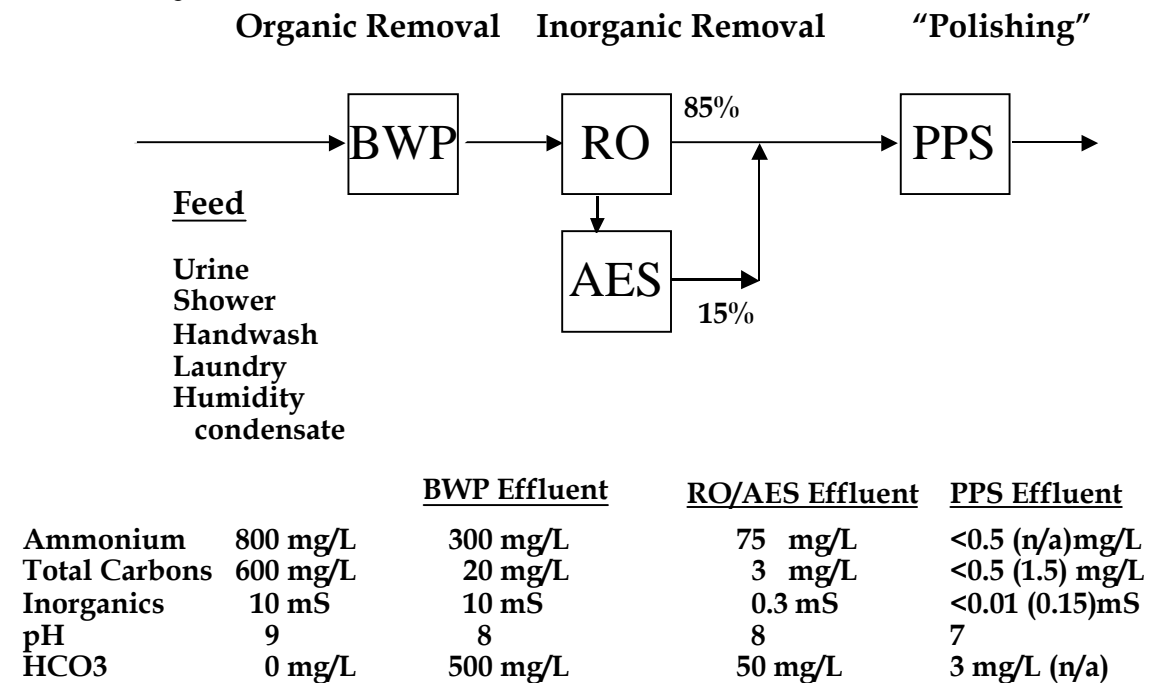 Organic Removal Inorganic Removal “Polishing”
85%
BWP RO PPS
Feed
AES
15%
Urine
Shower
Handwash
Laundry
Humidity
condensate
BWP Effluent RO/AES Effluent PPS Effluent
Ammonium 800 mg/L 300 mg/L 75 mg/L <0.5 (n/a)mg/L
Total Carbons 600 mg/L 20 mg/L 3 mg/L <0.5 (1.5) mg/L
Inorganics 10 mS 10 mS 0.3 mS <0.01 (0.15)mS
pH 9 8 8 7
HCO3 0 mg/L 500 mg/L 50 mg/L 3 mg/L (n/a)